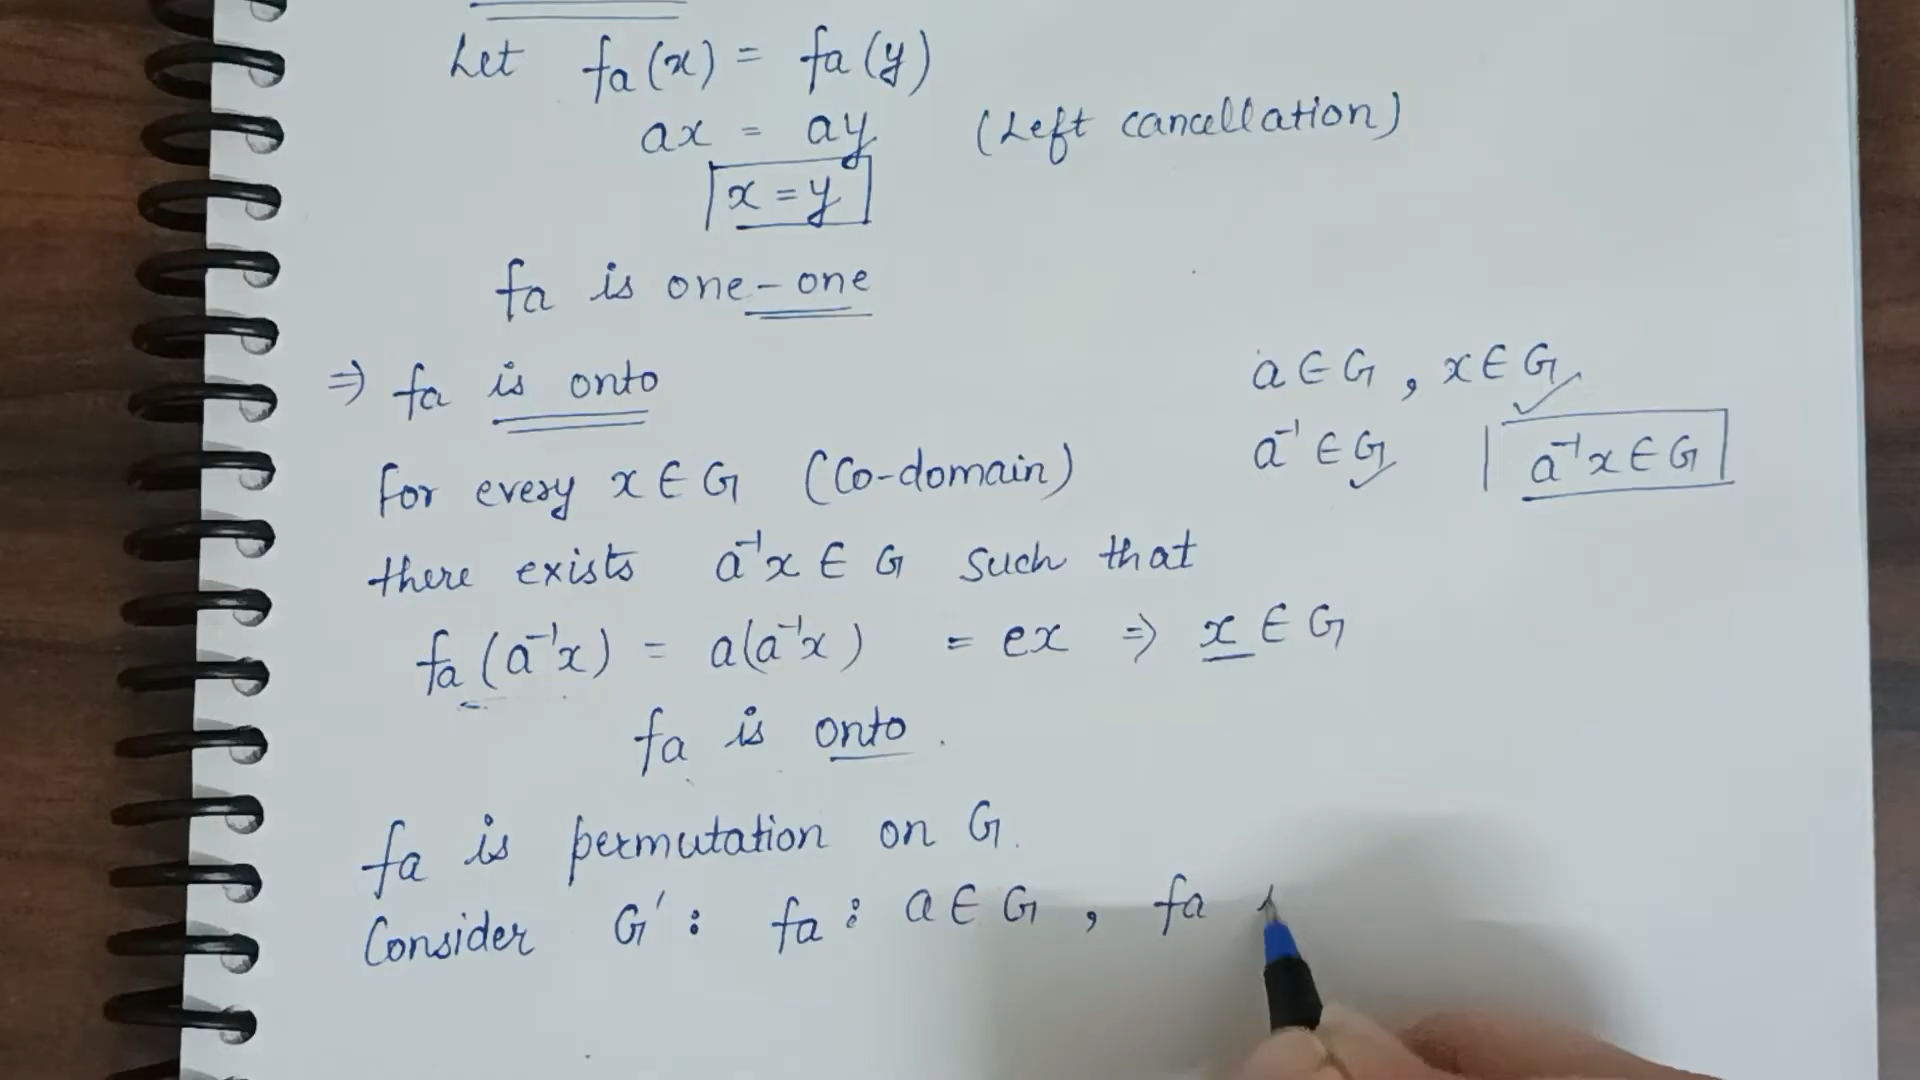 Let fa(x) = fa(y)
ax = ay (Left cancellation)
x = y
fa is one-one
⇒ fa is onto
a ∈ G, x ∈ G
For every x ∈ G (Co-domain)
a⁻¹ ∈ G a⁻¹x ∈ G
there exists a⁻¹x ∈ G such that
fa(a⁻¹x) = a(a⁻¹x) = ex ⇒ x ∈ G
fa is onto.
fa is permutation on G.
Consider G' : fa : a ∈ G, fa